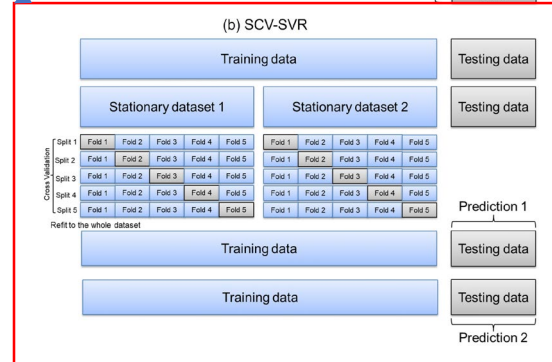 (b) SCV-SVR
Training data Testing data
Stationary dataset 1 Stationary dataset 2 Testing data
Cross Validation
Split 1 Fold 1 Fold 2 Fold 3 Fold 4 Fold 5 Fold 1 Fold 2 Fold 3 Fold 4 Fold 5
Split 2 Fold 1 Fold 2 Fold 3 Fold 4 Fold 5 Fold 1 Fold 2 Fold 3 Fold 4 Fold 5
Split 3 Fold 1 Fold 2 Fold 3 Fold 4 Fold 5 Fold 1 Fold 2 Fold 3 Fold 4 Fold 5
Split 4 Fold 1 Fold 2 Fold 3 Fold 4 Fold 5 Fold 1 Fold 2 Fold 3 Fold 4 Fold 5
Split 5 Fold 1 Fold 2 Fold 3 Fold 4 Fold 5 Fold 1 Fold 2 Fold 3 Fold 4 Fold 5
Refit to the whole dataset
Prediction 1
Training data Testing data
Training data Testing data
Prediction 2